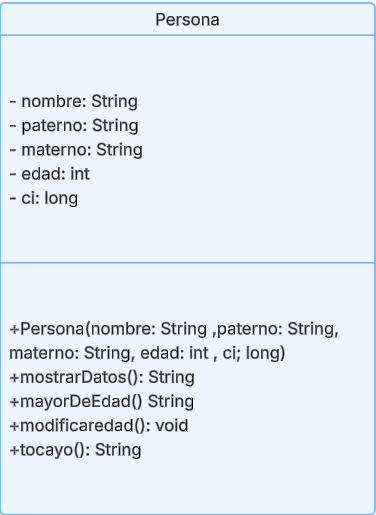 Persona
- nombre: String
- paterno: String
- materno: String
- edad: int
- ci: long
+Persona(nombre: String ,paterno: String,
materno: String, edad: int , ci; long)
+mostrarDatos(): String
+mayorDeEdad() String
+modificaredad(): void
+tocayo(): String